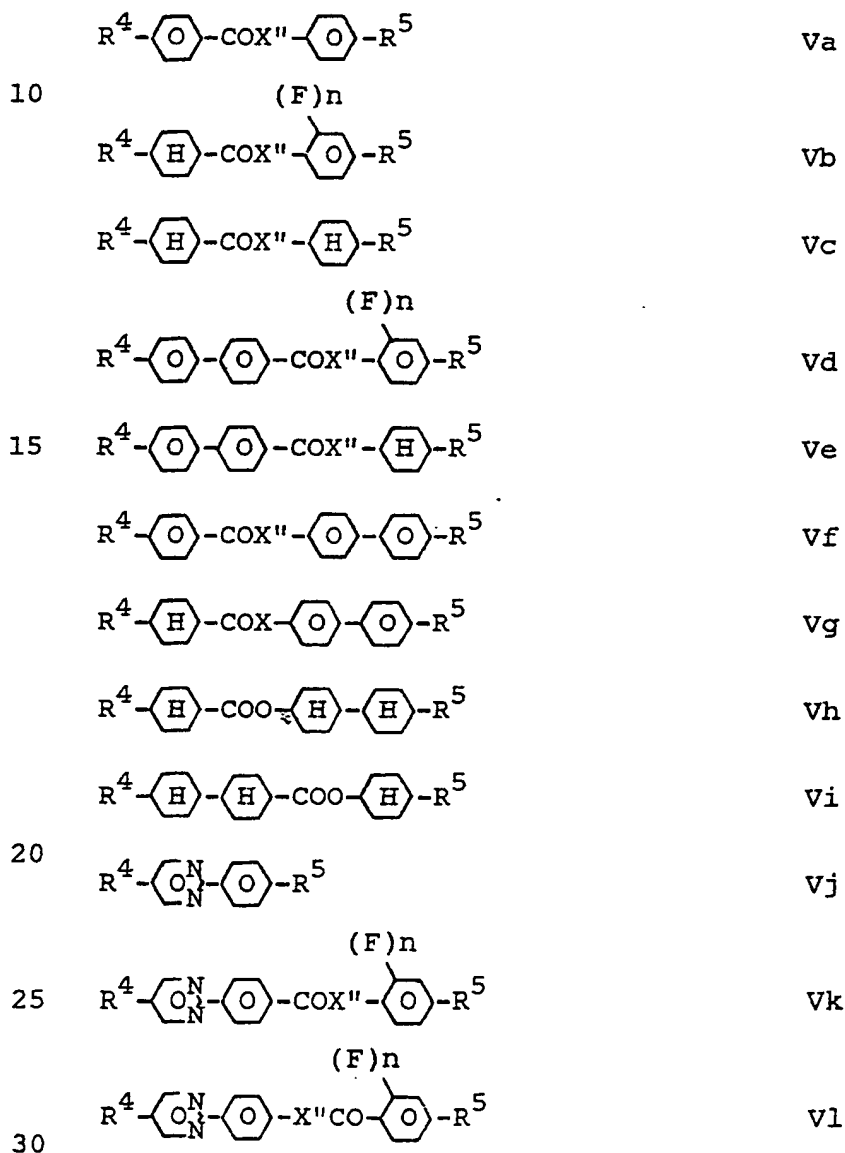 R⁴-⟨O⟩-COX"-⟨O⟩-R⁵ Va
10 (F)n
R⁴-⟨H⟩-COX"-⟨O⟩-R⁵ Vb
R⁴-⟨H⟩-COX"-⟨H⟩-R⁵ Vc
(F)n
R⁴-⟨O⟩-⟨O⟩-COX"-⟨O⟩-R⁵ Vd
15 R⁴-⟨O⟩-⟨O⟩-COX"-⟨H⟩-R⁵ Ve
R⁴-⟨O⟩-COX"-⟨O⟩-⟨O⟩-R⁵ Vf
R⁴-⟨H⟩-COX-⟨O⟩-⟨O⟩-R⁵ Vg
R⁴-⟨H⟩-COO-⟨H⟩-⟨H⟩-R⁵ Vh
R⁴-⟨H⟩-⟨H⟩-COO-⟨H⟩-R⁵ Vi
20 R⁴-⟨O N N⟩-⟨O⟩-R⁵ Vj
(F)n
25 R⁴-⟨O N N⟩-⟨O⟩-COX"-⟨O⟩-R⁵ Vk
(F)n
R⁴-⟨O N N⟩-⟨O⟩-X"CO-⟨O⟩-R⁵ Vl
30